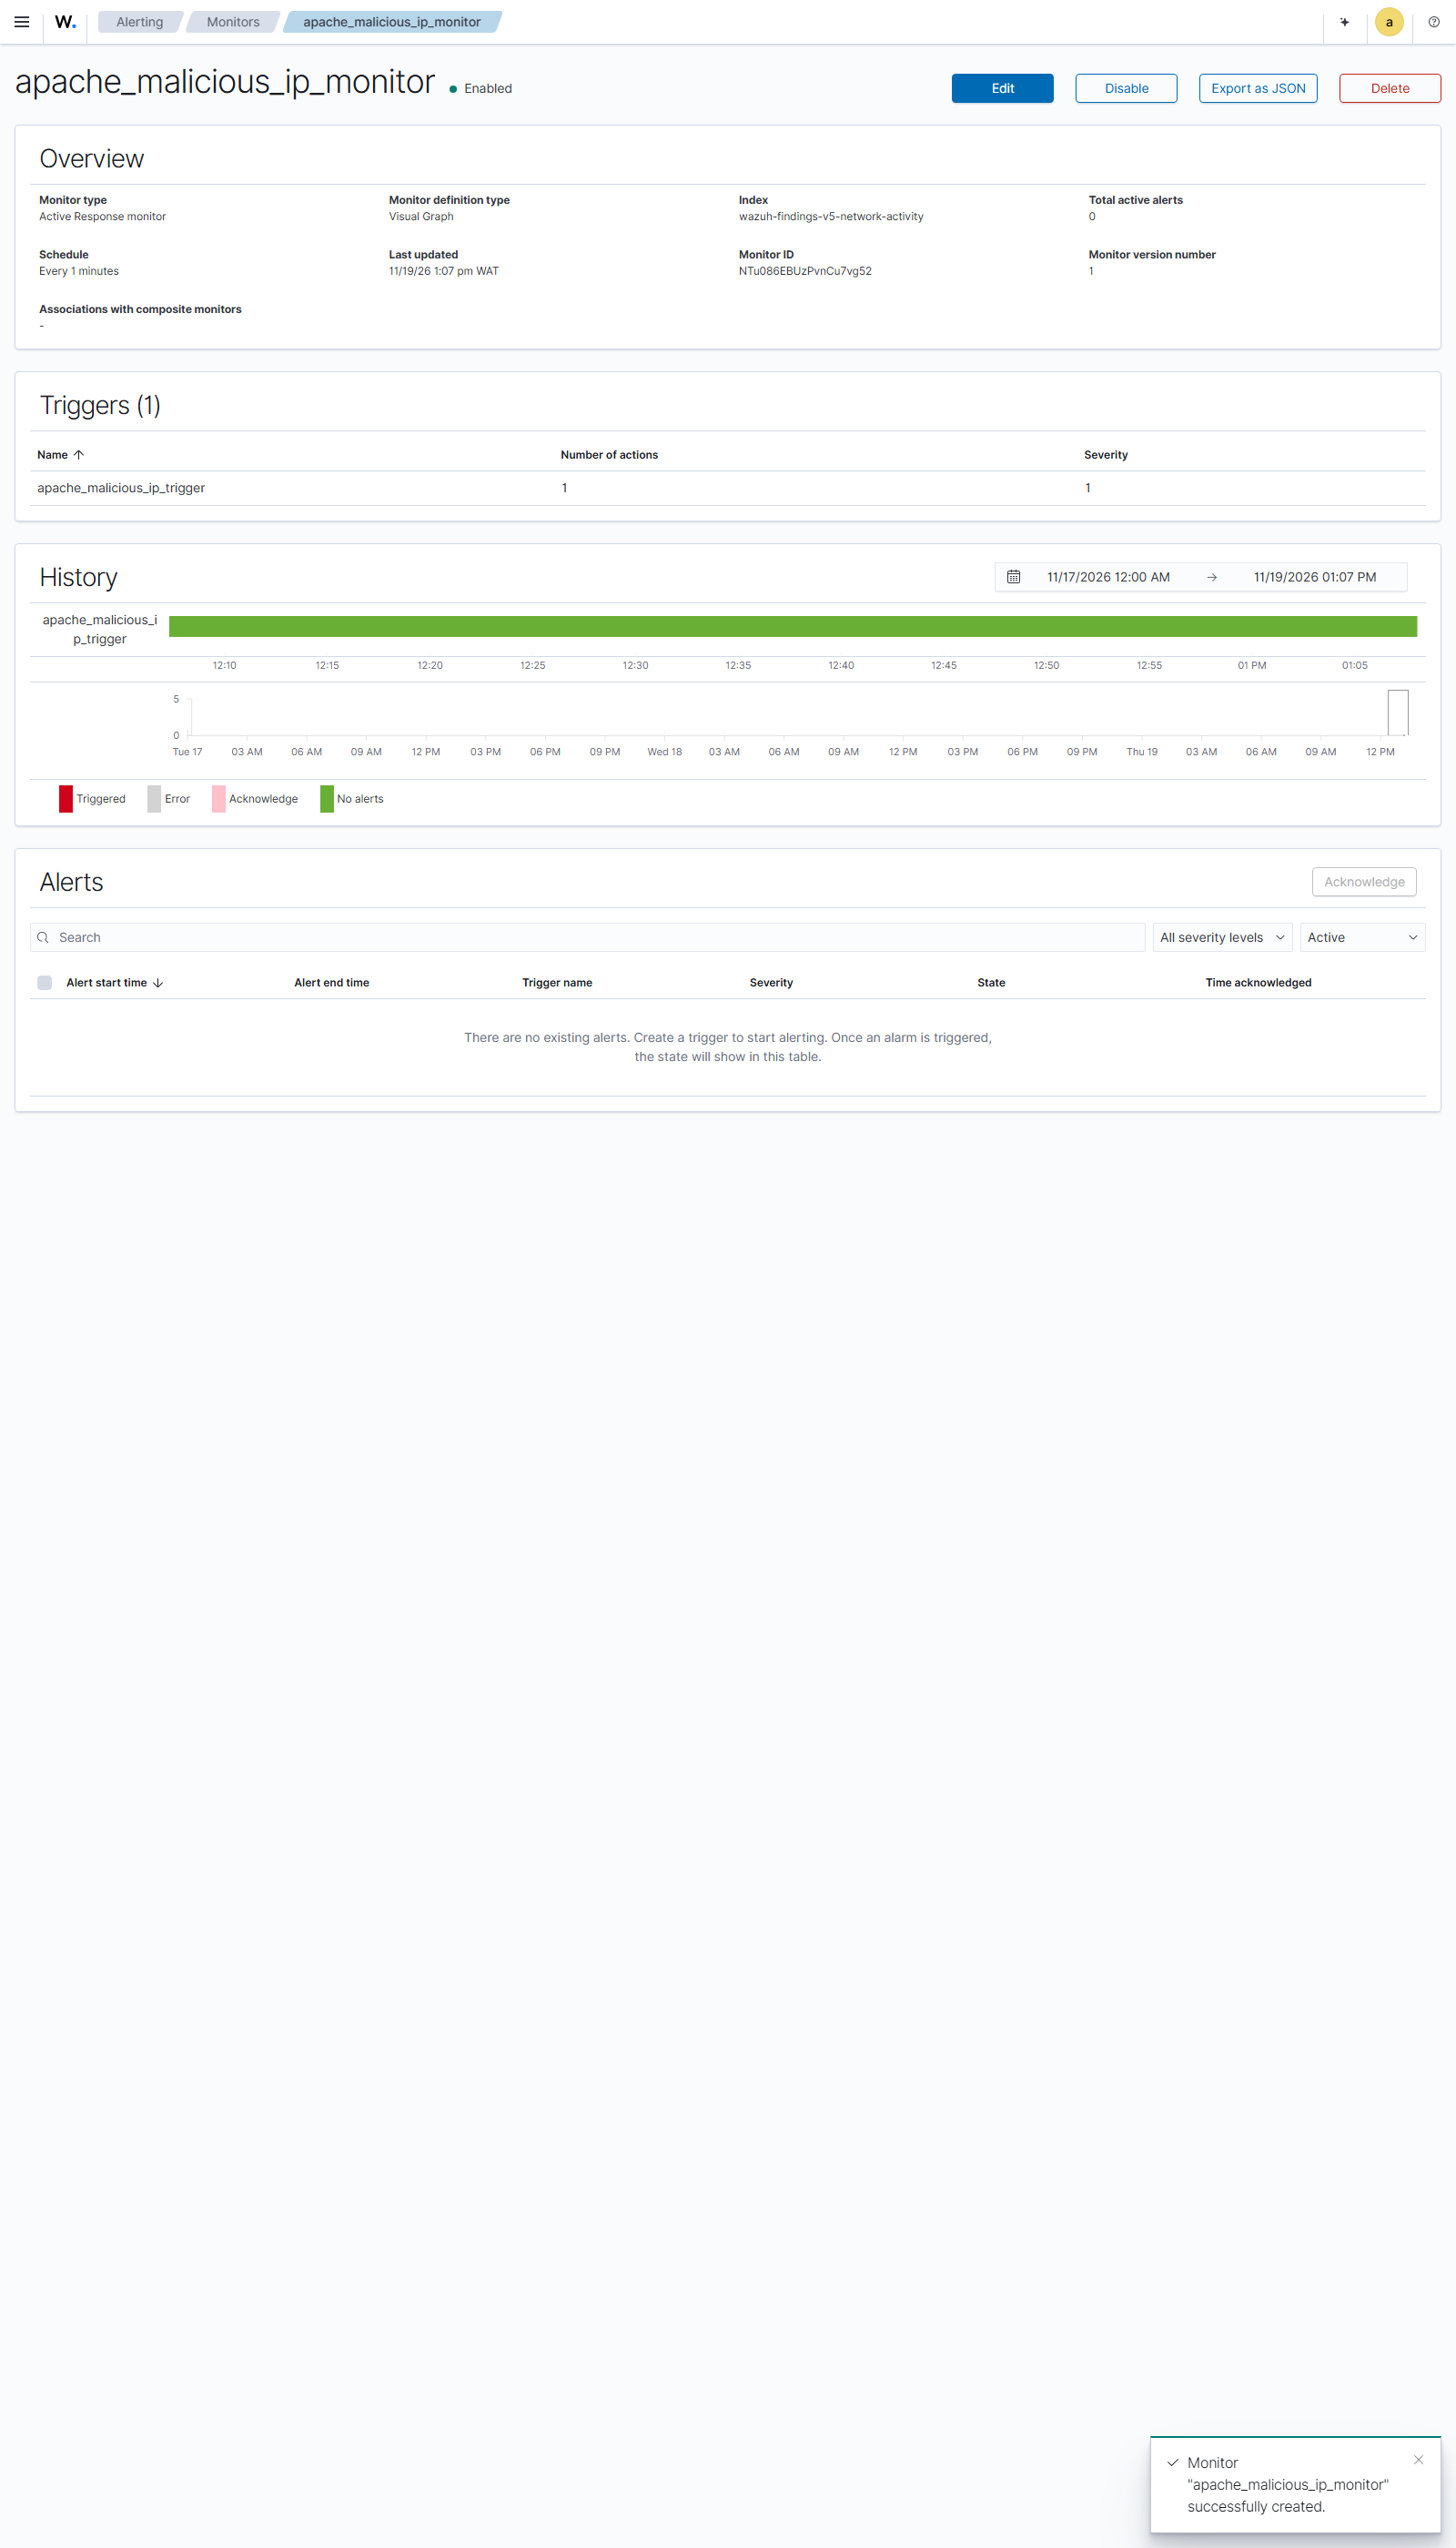 W.
Alerting
Monitors
apache_malicious_ip_monitor
a
apache_malicious_ip_monitor
Enabled
Edit
Disable
Export as JSON
Delete
Overview
Monitor type
Active Response monitor
Monitor definition type
Visual Graph
Index
wazuh-findings-v5-network-activity
Total active alerts
0
Schedule
Every 1 minutes
Last updated
11/19/26 1:07 pm WAT
Monitor ID
NTu086EBUzPvnCu7vg52
Monitor version number
1
Associations with composite monitors
-
Triggers (1)
Name
Number of actions
Severity
apache_malicious_ip_trigger
1
1
History
11/17/2026 12:00 AM → 11/19/2026 01:07 PM
apache_malicious_i
p_trigger
12:10 12:15 12:20 12:25 12:30 12:35 12:40 12:45 12:50 12:55 01 PM 01:05
5
0
Tue 17 03 AM 06 AM 09 AM 12 PM 03 PM 06 PM 09 PM Wed 18 03 AM 06 AM 09 AM 12 PM 03 PM 06 PM 09 PM Thu 19 03 AM 06 AM 09 AM 12 PM
Triggered
Error
Acknowledge
No alerts
Alerts
Acknowledge
Search
All severity levels
Active
Alert start time
Alert end time
Trigger name
Severity
State
Time acknowledged
There are no existing alerts. Create a trigger to start alerting. Once an alarm is triggered,
the state will show in this table.
Monitor
"apache_malicious_ip_monitor"
successfully created.